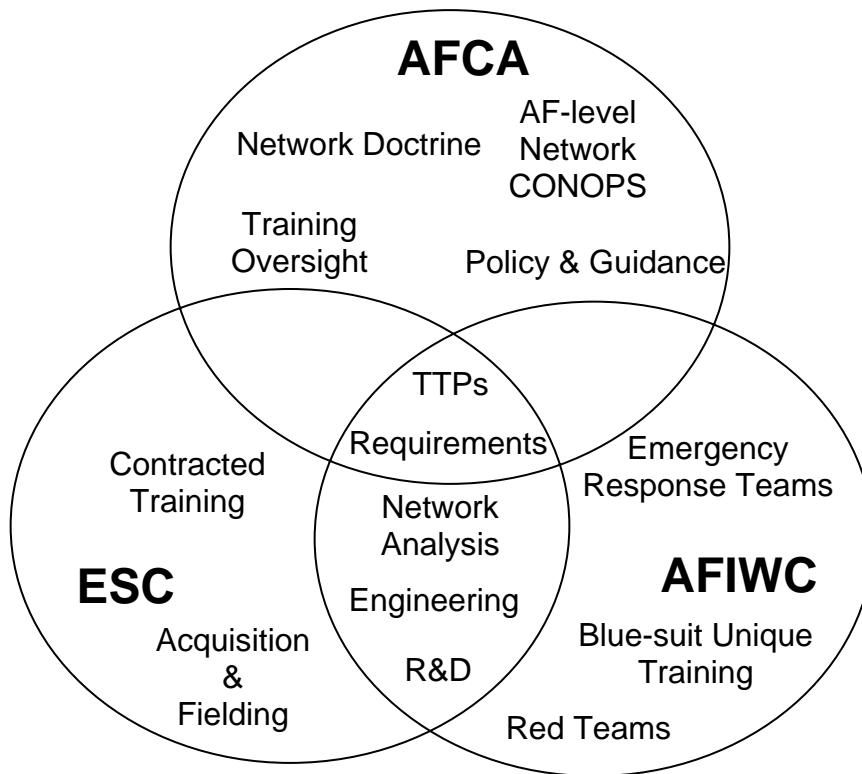 AFCA
Network Doctrine
AF-level
Network
CONOPS
Training
Oversight
Policy & Guidance
TTPs
Requirements
Contracted
Training
Emergency
Response Teams
Network
Analysis
ESC
Engineering
AFIWC
Acquisition
&
Fielding
R&D
Blue-suit Unique
Training
Red Teams